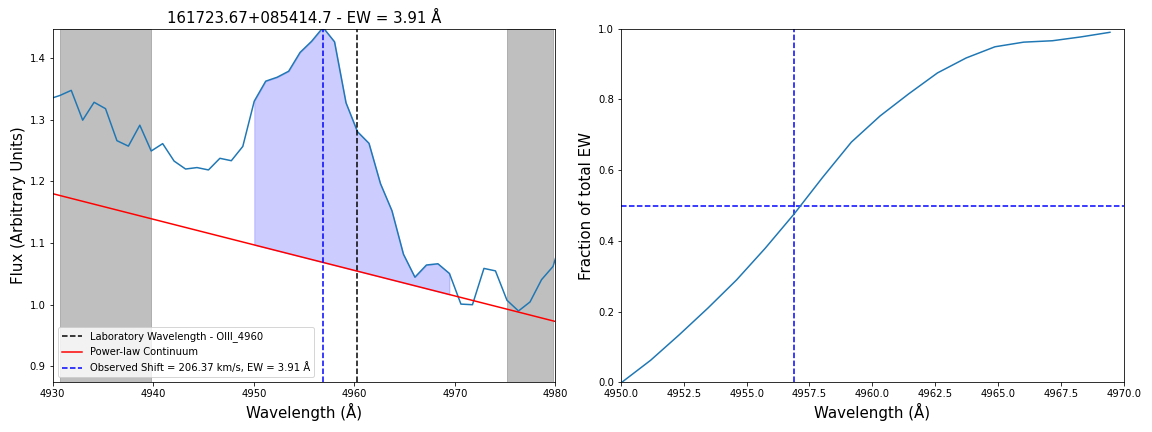 161723.67+085414.7 - EW = 3.91 Å
Flux (Arbitrary Units)
1.4
1.3
1.2
1.1
1.0
0.9
Laboratory Wavelength - OIII_4960
Power-law Continuum
Observed Shift = 206.37 km/s, EW = 3.91 Å
4930 4940 4950 4960 4970 4980
Wavelength (Å)
Fraction of total EW
1.0
0.8
0.6
0.4
0.2
0.0
4950.0 4952.5 4955.0 4957.5 4960.0 4962.5 4965.0 4967.5 4970.0
Wavelength (Å)